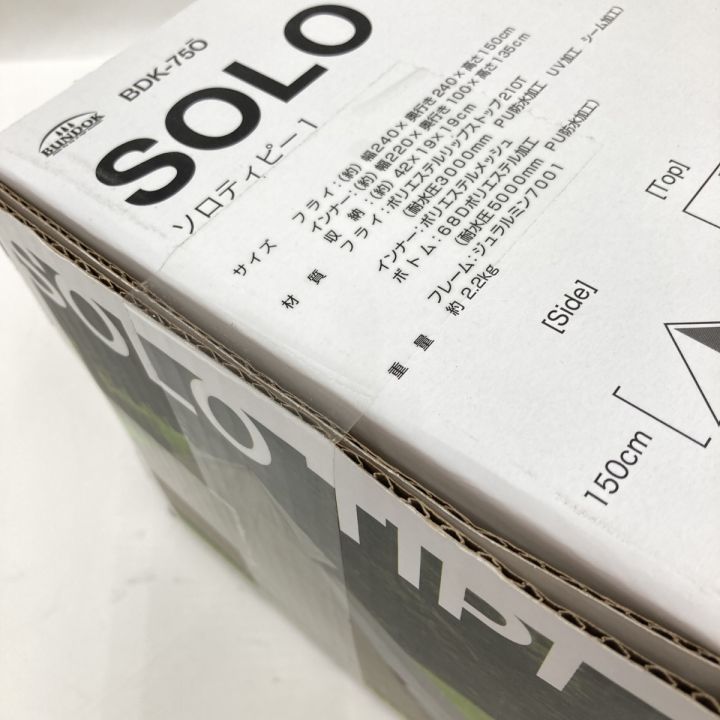 BUNDOK
BDK-75
SOLO
ソロティピー1
サイズ フライ：(約) 幅240×奥行き240×高さ150cm
インナー：(約) 幅220×奥行き100×高さ135cm
収納：(約) 42×19×19cm
材質 フライ：ポリエステルリップストップ210T
(耐水圧3000mm PU防水加工 UV加工 シーム加工)
インナー：ポリエステルメッシュ
ボトム：68Dポリエステル加工
(耐水圧5000mm PU防水加工)
フレーム：ジュラルミン7001
重量 約 2.2kg
[Top]
[Side]
150cm
SOLO
TIPI